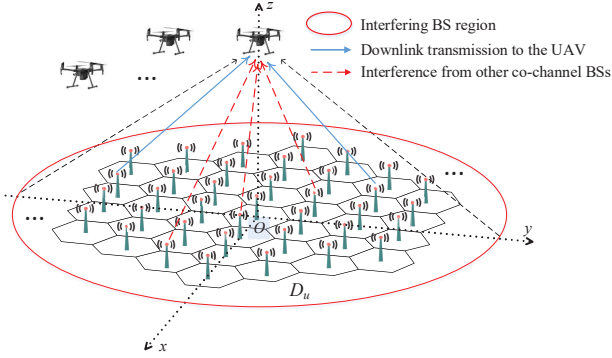 z
Interfering BS region
Downlink transmission to the UAV
Interference from other co-channel BSs
...
...
...
O
y
D_u
x